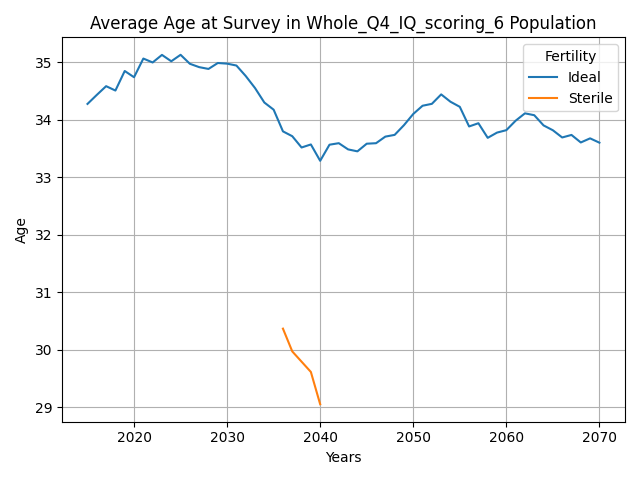 Average Age at Survey in Whole_Q4_IQ_scoring_6 Population
Fertility
Ideal
Sterile
35
34
33
32
31
30
29
Age
2020 2030 2040 2050 2060 2070
Years